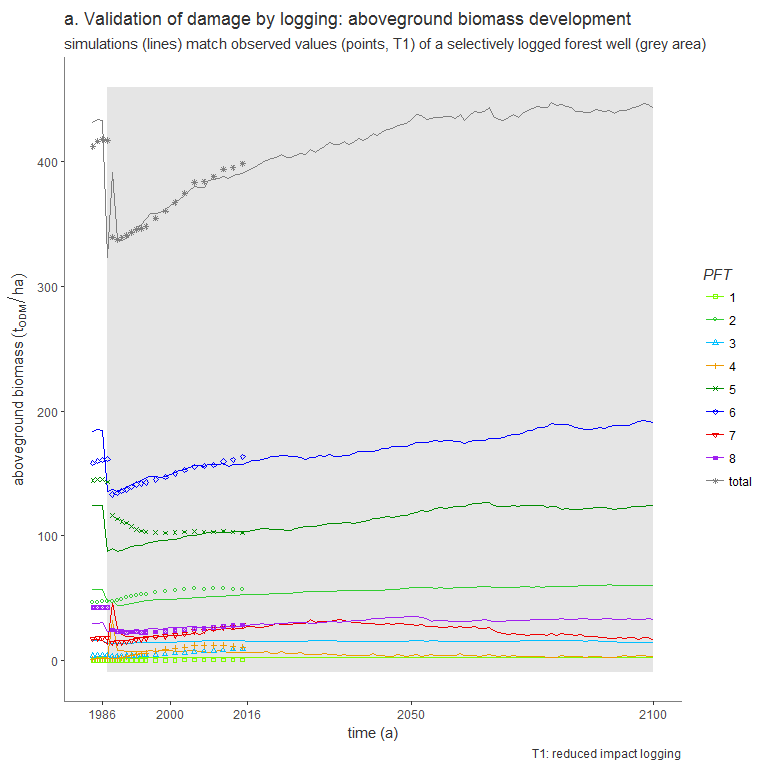 a. Validation of damage by logging: aboveground biomass development
simulations (lines) match observed values (points, T1) of a selectively logged forest well (grey area)
aboveground biomass (tODM/ha)
400
300
200
100
0
1986
2000
2016
2050
2100
time (a)
PFT
1
2
3
4
5
6
7
8
total
T1: reduced impact logging